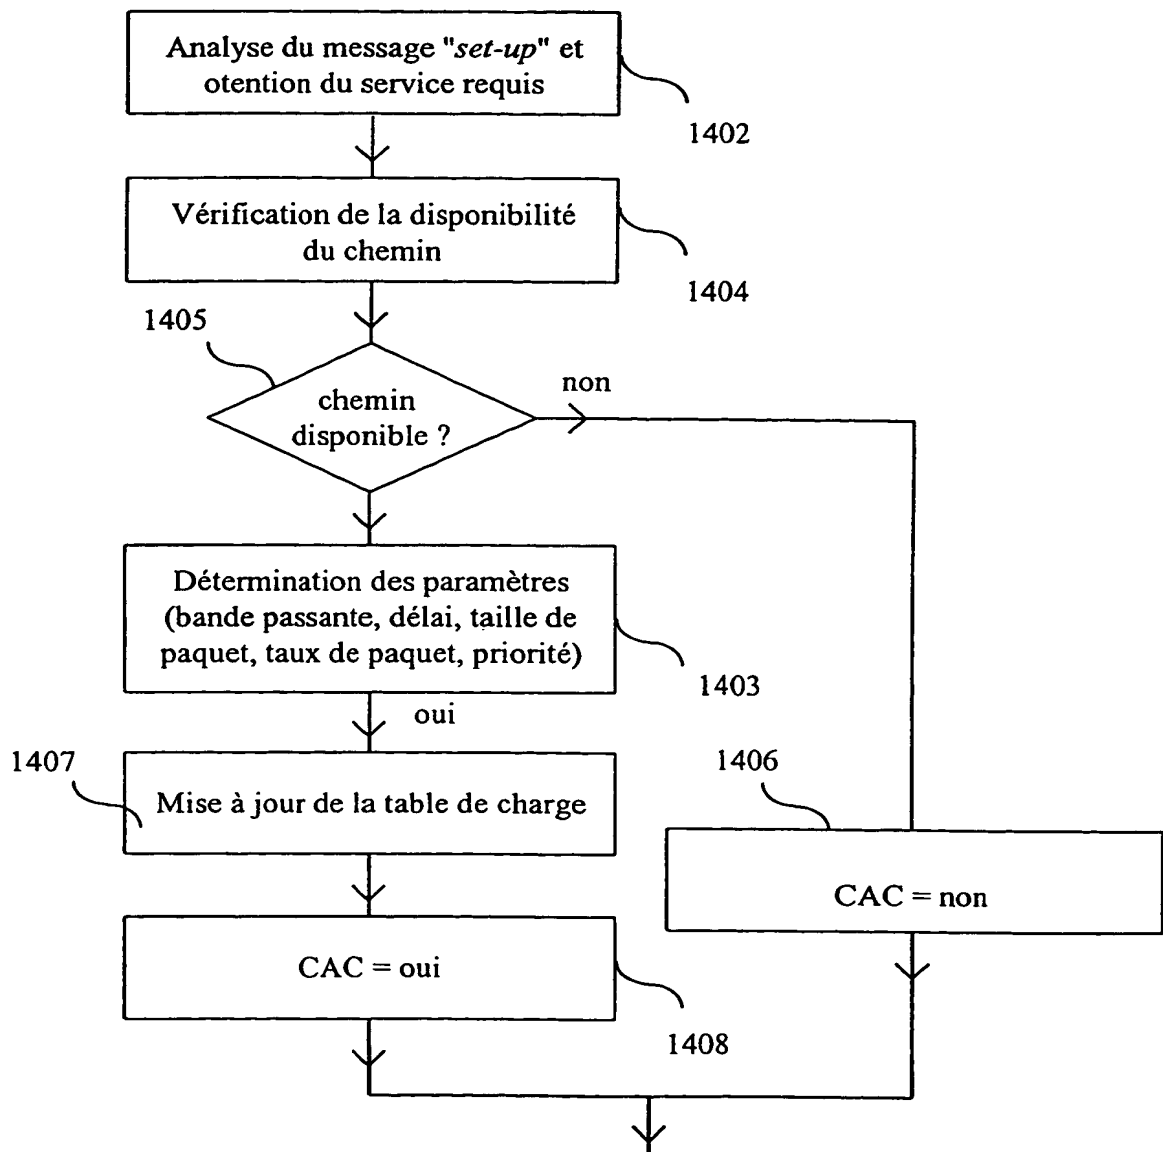 Analyse du message "set-up" et
otention du service requis
1402
Vérification de la disponibilité
du chemin
1404
1405
chemin
disponible ?
non
Détermination des paramètres
(bande passante, délai, taille de
paquet, taux de paquet, priorité)
1403
oui
1407
Mise à jour de la table de charge
1406
CAC = non
CAC = oui
1408